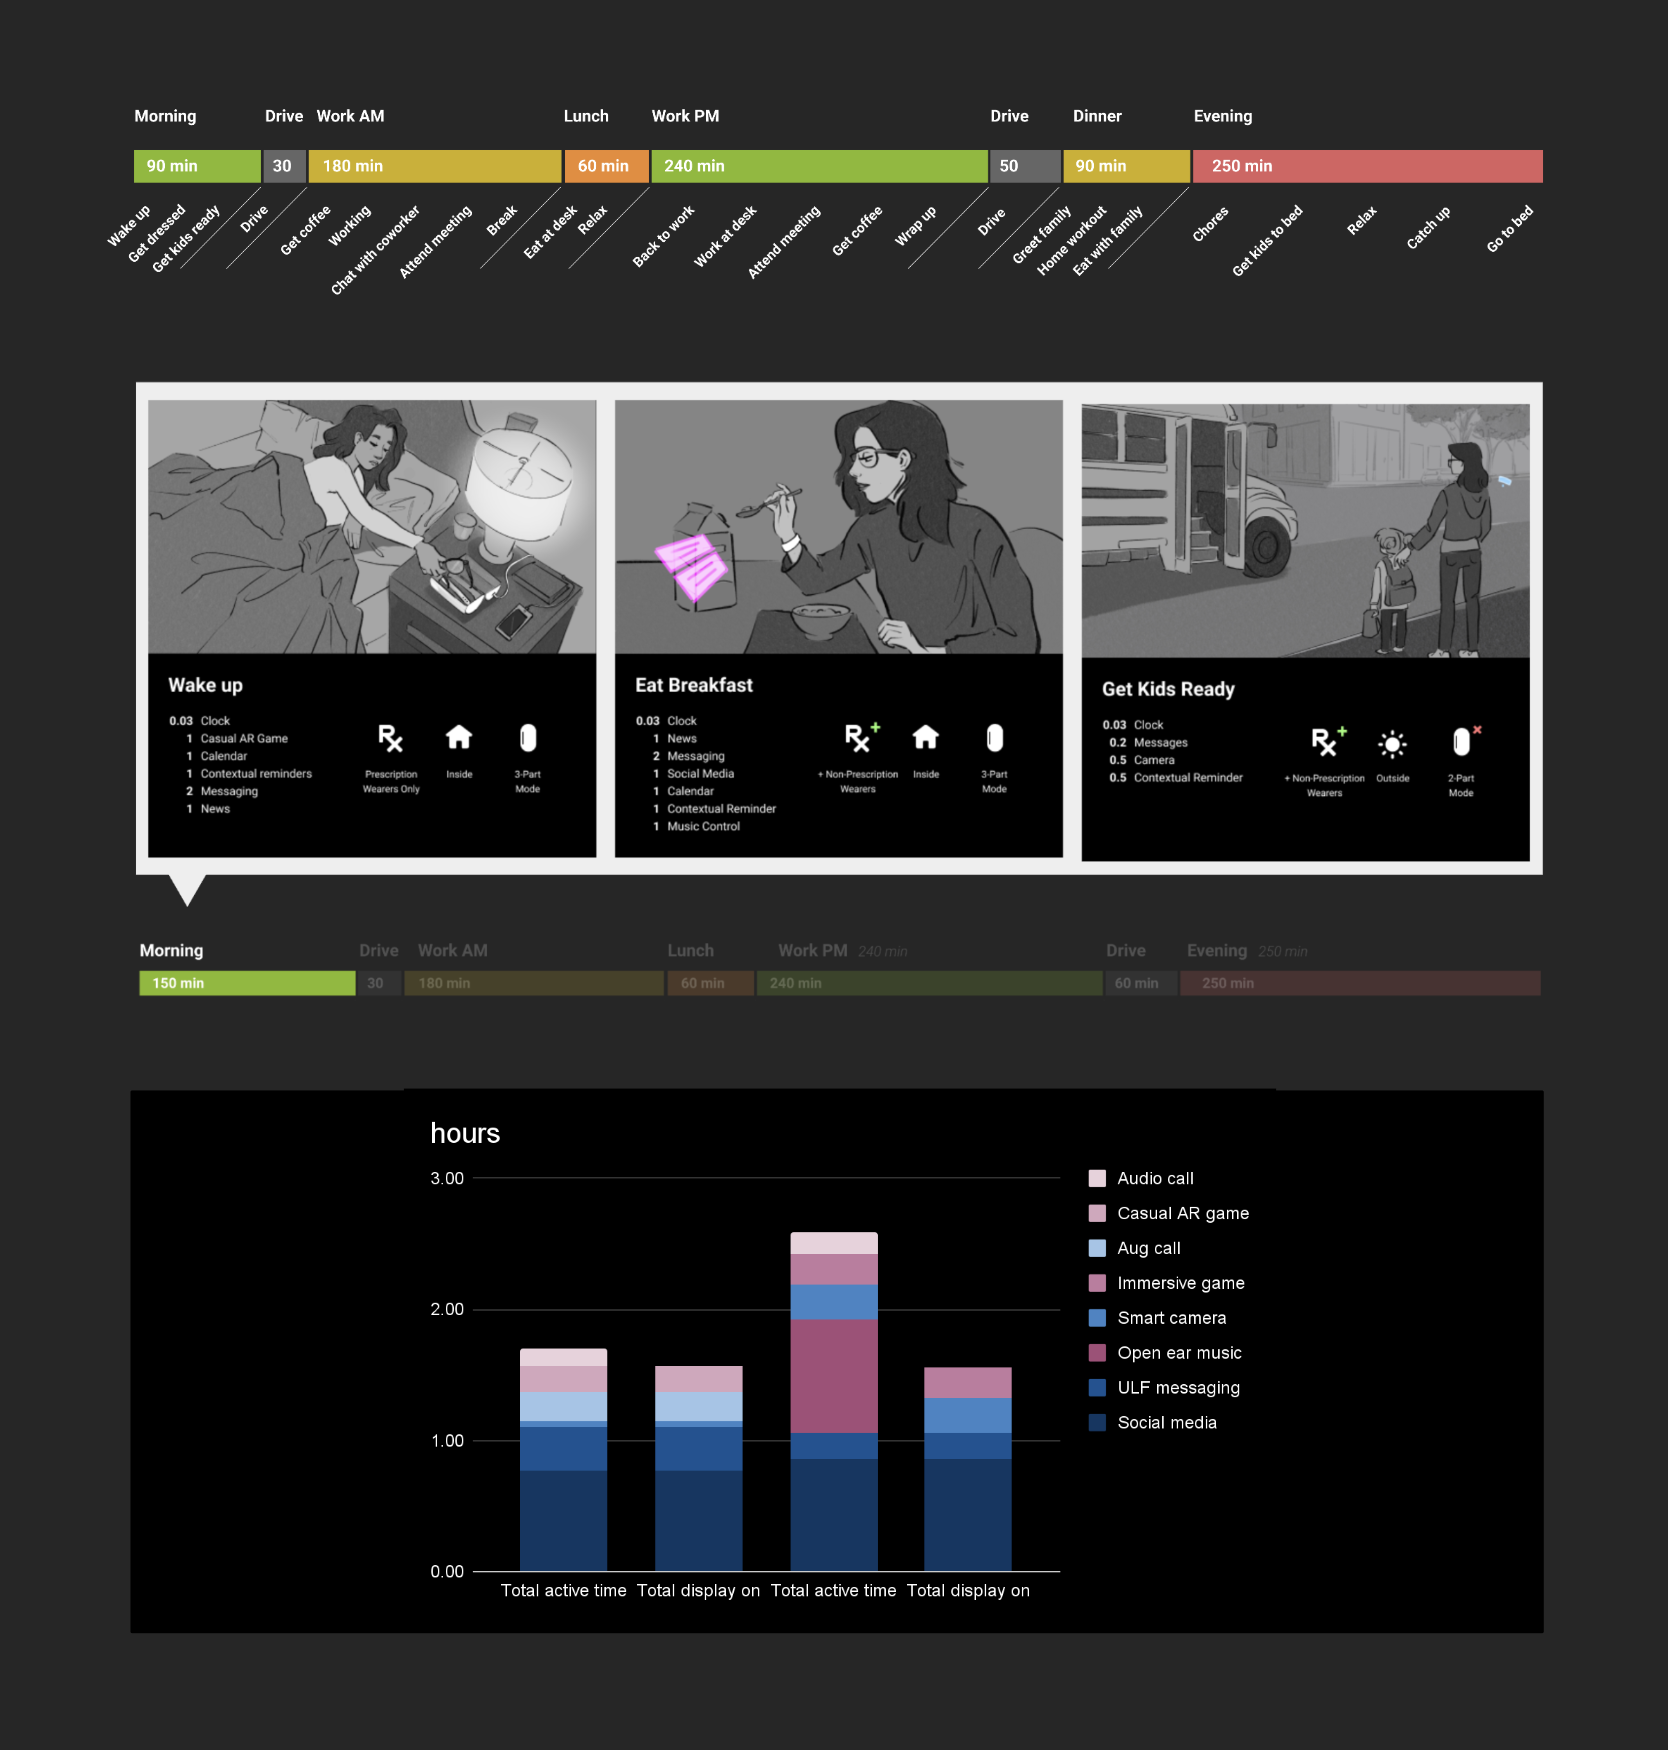 Morning Drive Work AM Lunch Work PM Drive Dinner Evening
90 min 30 180 min 60 min 240 min 50 90 min 250 min
Wake up
Get dressed
Get kids ready
Drive
Get coffee
Working
Chat with coworker
Attend meeting
Break
Eat at desk
Relax
Back to work
Work at desk
Attend meeting
Get coffee
Wrap up
Drive
Greet family
Home workout
Eat with family
Chores
Get kids to bed
Relax
Catch up
Go to bed
Wake up
0.03 Clock
1 Casual AR Game
1 Calendar
1 Contextual reminders
2 Messaging
1 News
Prescription
Wearers Only
Inside
3-Part
Mode
Eat Breakfast
0.03 Clock
1 News
2 Messaging
1 Social Media
1 Calendar
1 Contextual Reminder
1 Music Control
+ Non-Prescription
Wearers
Inside
3-Part
Mode
Get Kids Ready
0.03 Clock
0.2 Messages
0.5 Camera
0.5 Contextual Reminder
+ Non-Prescription
Wearers
Outside
2-Part
Mode
Morning Drive Work AM Lunch Work PM 240 min Drive Evening 250 min
150 min 30 180 min 60 min 240 min 60 min 250 min
hours
3.00
2.00
1.00
0.00
Total active time Total display on Total active time Total display on
Audio call
Casual AR game
Aug call
Immersive game
Smart camera
Open ear music
ULF messaging
Social media